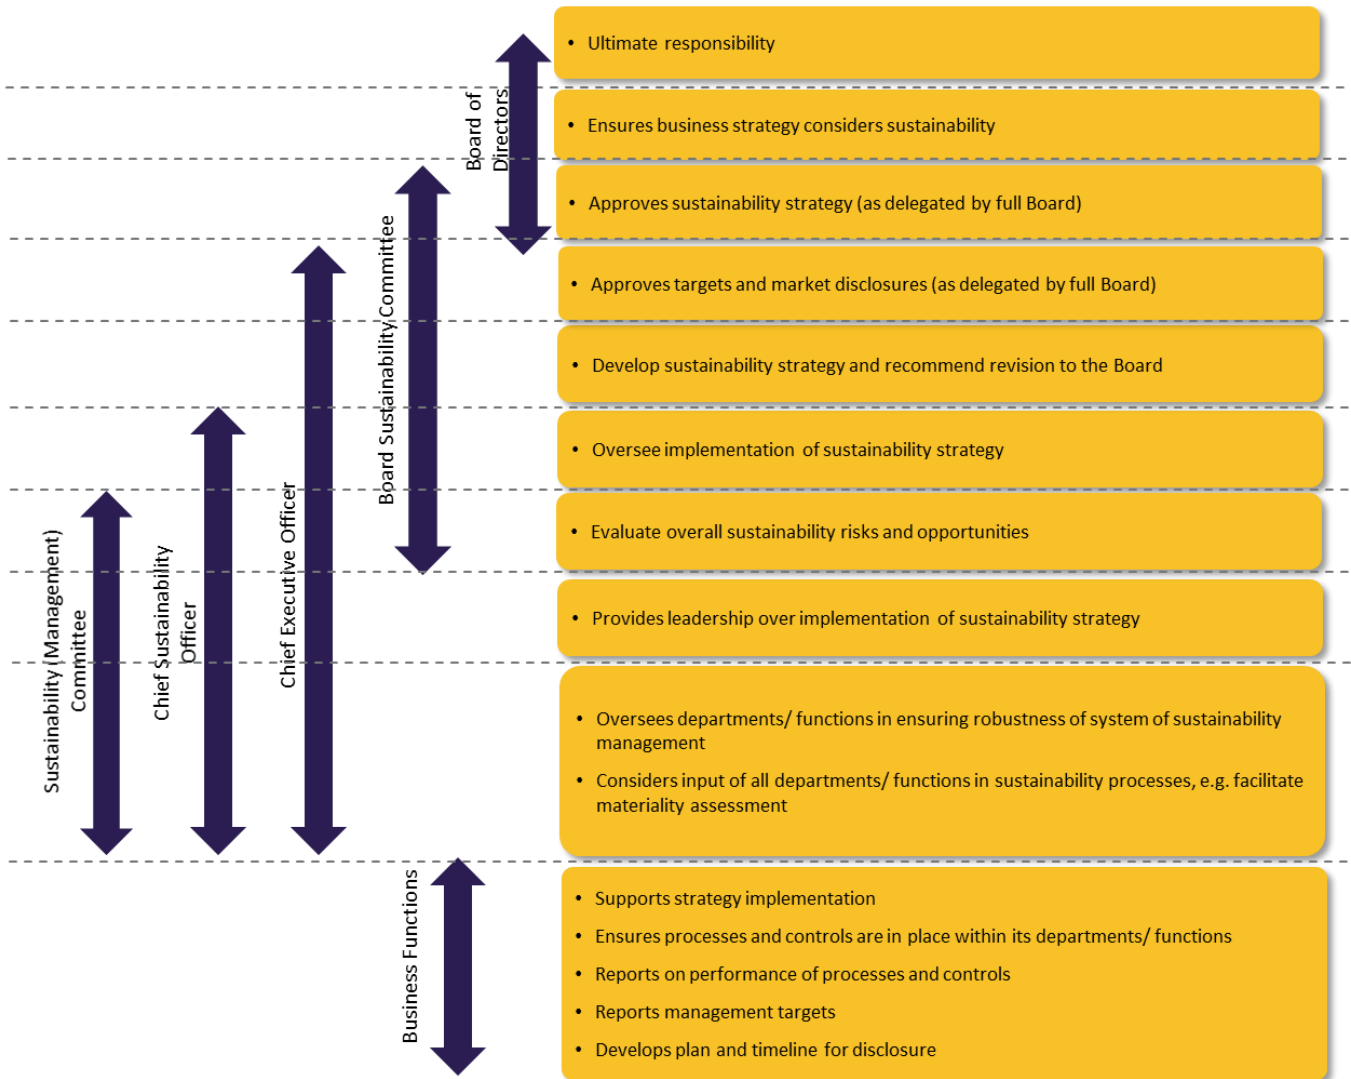 • Ultimate responsibility
Board of
Directors
• Ensures business strategy considers sustainability
• Approves sustainability strategy (as delegated by full Board)
Board Sustainability Committee
• Approves targets and market disclosures (as delegated by full Board)
• Develop sustainability strategy and recommend revision to the Board
• Oversee implementation of sustainability strategy
Chief Executive Officer
• Evaluate overall sustainability risks and opportunities
Sustainability (Management)
Committee
Chief Sustainability
Officer
• Provides leadership over implementation of sustainability strategy
• Oversees departments/ functions in ensuring robustness of system of sustainability
management
• Considers input of all departments/ functions in sustainability processes, e.g. facilitate
materiality assessment
Business Functions
• Supports strategy implementation
• Ensures processes and controls are in place within its departments/ functions
• Reports on performance of processes and controls
• Reports management targets
• Develops plan and timeline for disclosure